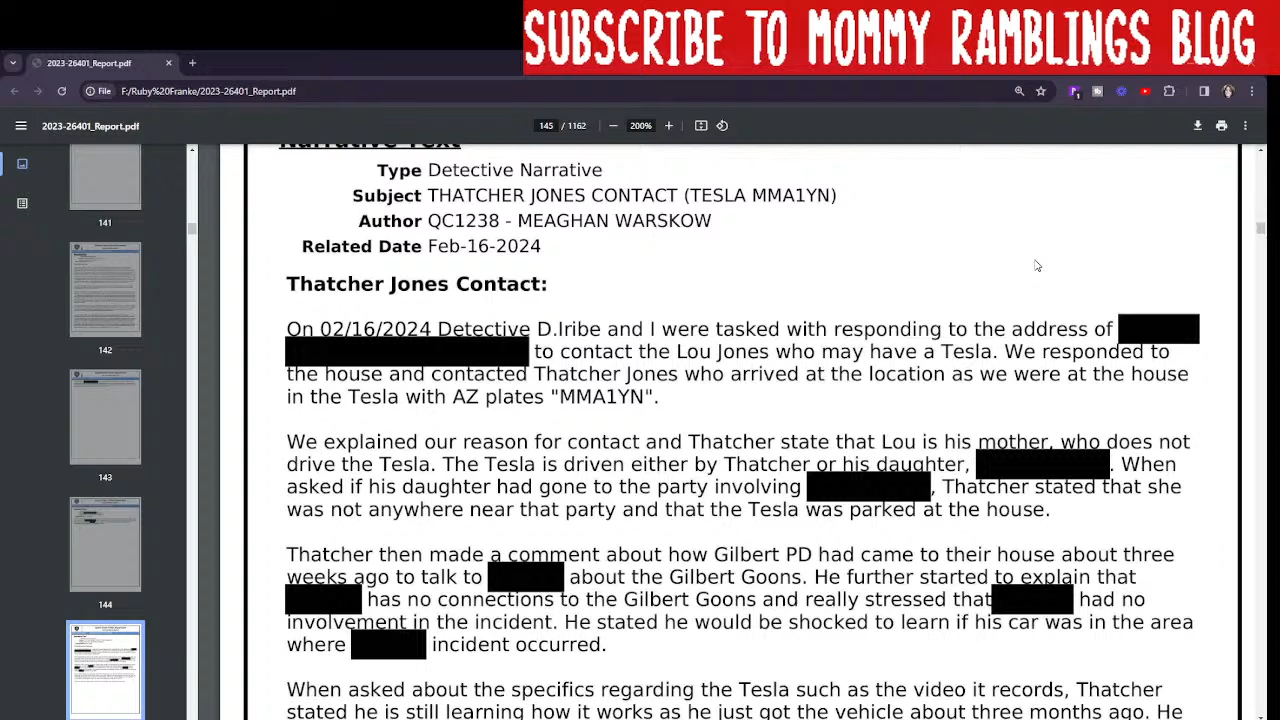 SUBSCRIBE TO MOMMY RAMBLINGS BLOG
2023-26401_Report.pdf
File F:/Ruby%20Franke/2023-26401_Report.pdf
2023-26401_Report.pdf 145 / 1162 200%
Narrative Text
Type Detective Narrative
Subject THATCHER JONES CONTACT (TESLA MMA1YN)
Author QC1238 - MEAGHAN WARSKOW
Related Date Feb-16-2024
Thatcher Jones Contact:
On 02/16/2024 Detective D.Iribe and I were tasked with responding to the address of
to contact the Lou Jones who may have a Tesla. We responded to
the house and contacted Thatcher Jones who arrived at the location as we were at the house
in the Tesla with AZ plates "MMA1YN".
We explained our reason for contact and Thatcher state that Lou is his mother, who does not
drive the Tesla. The Tesla is driven either by Thatcher or his daughter, . When
asked if his daughter had gone to the party involving , Thatcher stated that she
was not anywhere near that party and that the Tesla was parked at the house.
Thatcher then made a comment about how Gilbert PD had came to their house about three
weeks ago to talk to about the Gilbert Goons. He further started to explain that
has no connections to the Gilbert Goons and really stressed that had no
involvement in the incident. He stated he would be shocked to learn if his car was in the area
where incident occurred.
When asked about the specifics regarding the Tesla such as the video it records, Thatcher
stated he is still learning how it works as he just got the vehicle about three months ago. He
141
142
143
144